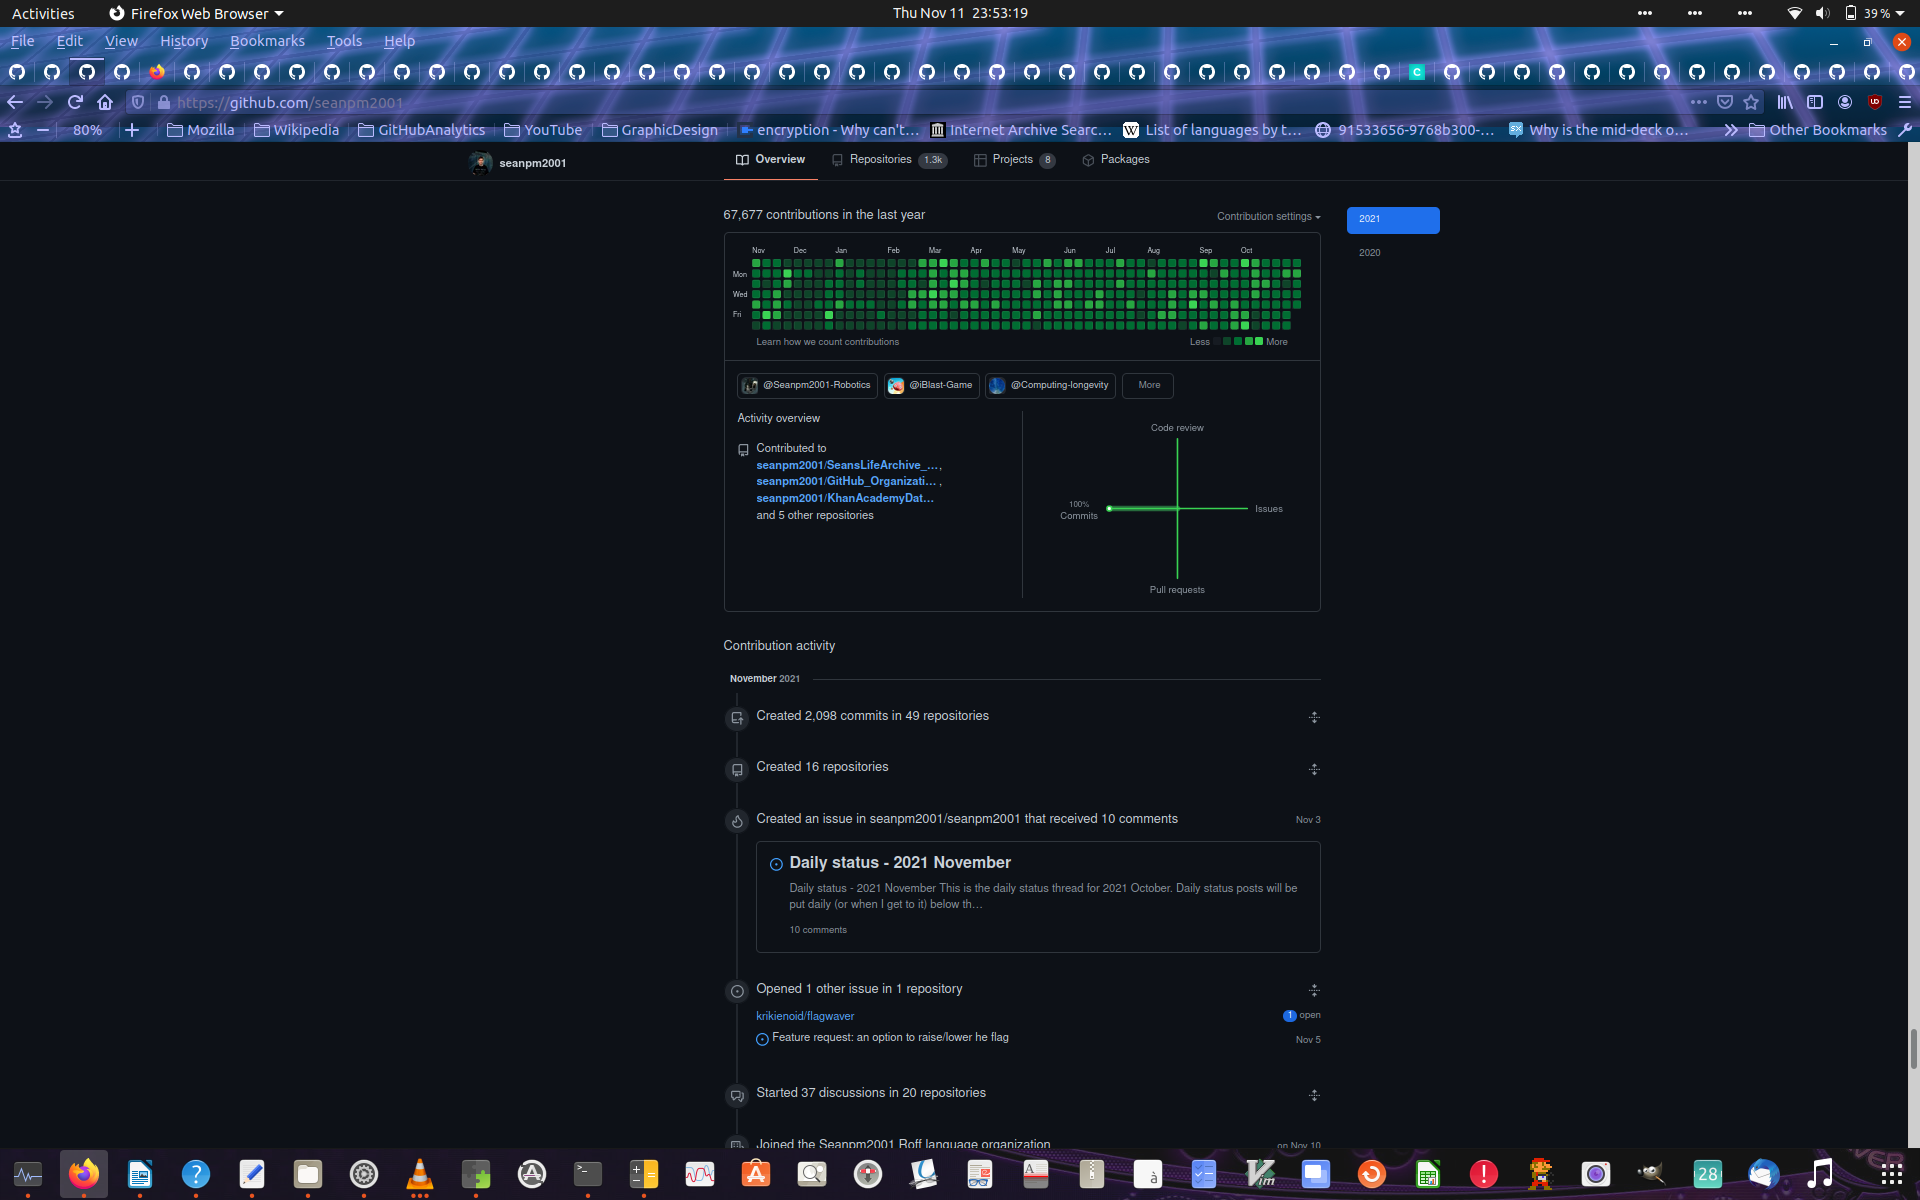 Activities
Firefox Web Browser
Thu Nov 11 23:53:19
39 %
File Edit View History Bookmarks Tools Help
https://github.com/seanpm2001
80%
Mozilla
Wikipedia
GitHubAnalytics
YouTube
GraphicDesign
encryption - Why can't…
Internet Archive Searc…
List of languages by t…
91533656-9768b300-…
Why is the mid-deck o…
Other Bookmarks
seanpm2001
Overview
Repositories 1.3k
Projects 8
Packages
67,677 contributions in the last year
Contribution settings
2021
2020
Nov Dec Jan Feb Mar Apr May Jun Jul Aug Sep Oct
Mon
Wed
Fri
Learn how we count contributions
Less
More
@Seanpm2001-Robotics
@iBlast-Game
@Computing-longevity
More
Activity overview
Contributed to
seanpm2001/SeansLifeArchive_…,
seanpm2001/GitHub_Organizati… ,
seanpm2001/KhanAcademyDat…
and 5 other repositories
Code review
100%
Commits
Issues
Pull requests
Contribution activity
November 2021
Created 2,098 commits in 49 repositories
Created 16 repositories
Created an issue in seanpm2001/seanpm2001 that received 10 comments
Nov 3
Daily status - 2021 November
Daily status - 2021 November This is the daily status thread for 2021 October. Daily status posts will be
put daily (or when I get to it) below th…
10 comments
Opened 1 other issue in 1 repository
krikienoid/flagwaver
1 open
Feature request: an option to raise/lower he flag
Nov 5
Started 37 discussions in 20 repositories
Joined the Seanpm2001 Roff language organization
on Nov 10
28